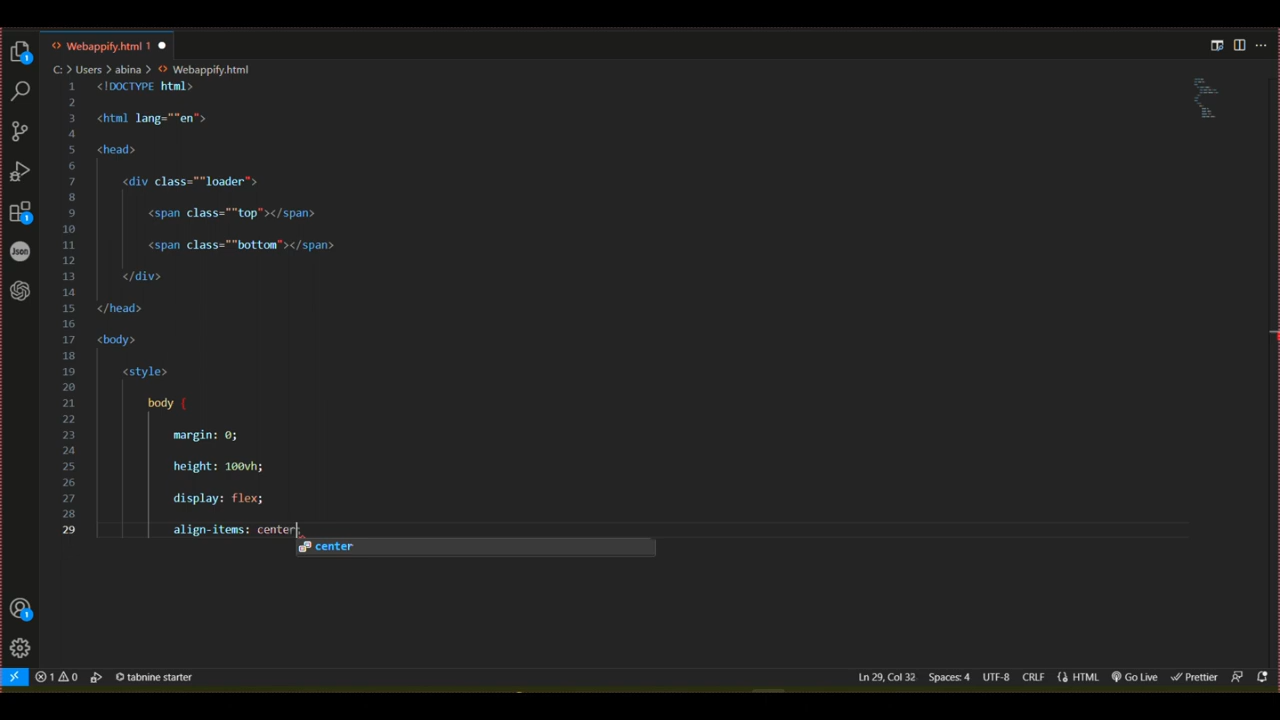 Webappify.html 1
C: > Users > abina > Webappify.html
1 <!DOCTYPE html>
2
3 <html lang=""en">
4
5 <head>
6
7 <div class=""loader">
8
9 <span class=""top"></span>
10
11 <span class=""bottom"></span>
12
13 </div>
14
15 </head>
16
17 <body>
18
19 <style>
20
21 body {
22
23 margin: 0;
24
25 height: 100vh;
26
27 display: flex;
28
29 align-items: center;
center
1
1
Json
1
1 0 tabnine starter Ln 29, Col 32 Spaces: 4 UTF-8 CRLF {} HTML Go Live Prettier